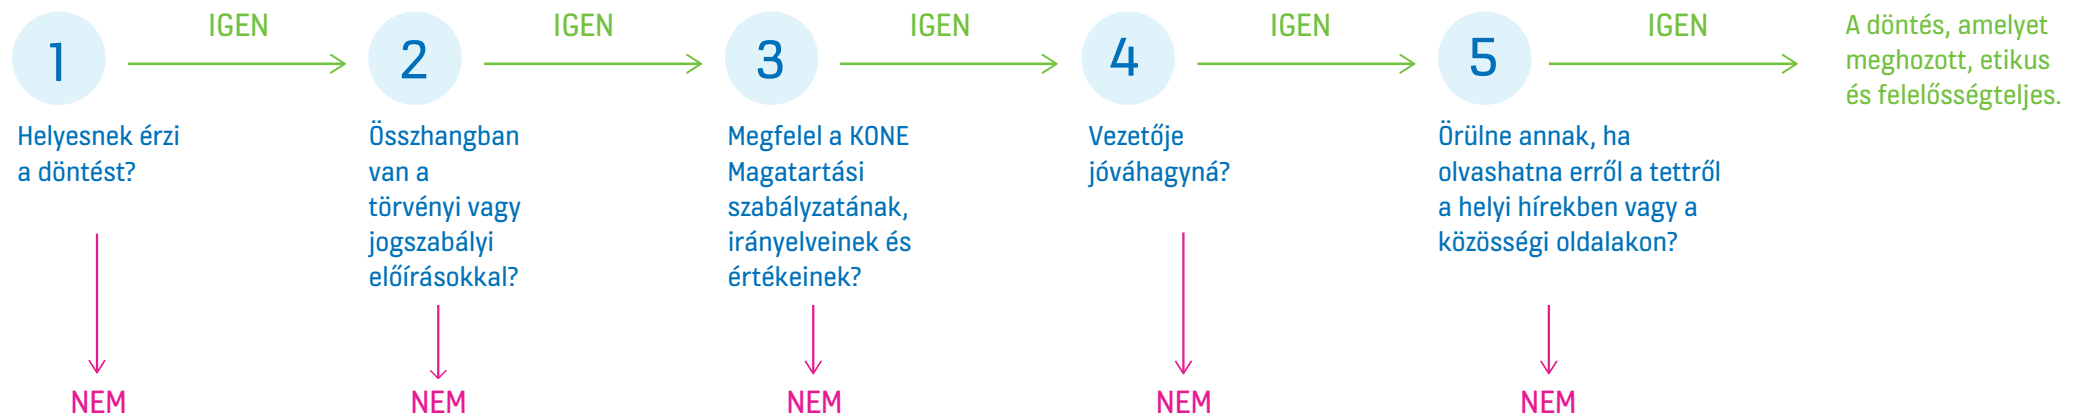 1
IGEN
2
IGEN
3
IGEN
4
IGEN
5
IGEN
A döntés, amelyet
meghozott, etikus
és felelősségteljes.
Helyesnek érzi
a döntést?
Összhangban
van a
törvényi vagy
jogszabályi
előírásokkal?
Megfelel a KONE
Magatartási
szabályzatának,
irányelveinek és
értékeinek?
Vezetője
jóváhagyná?
Örülne annak, ha
olvashatna erről a tettről
a helyi hírekben vagy a
közösségi oldalakon?
NEM
NEM
NEM
NEM
NEM